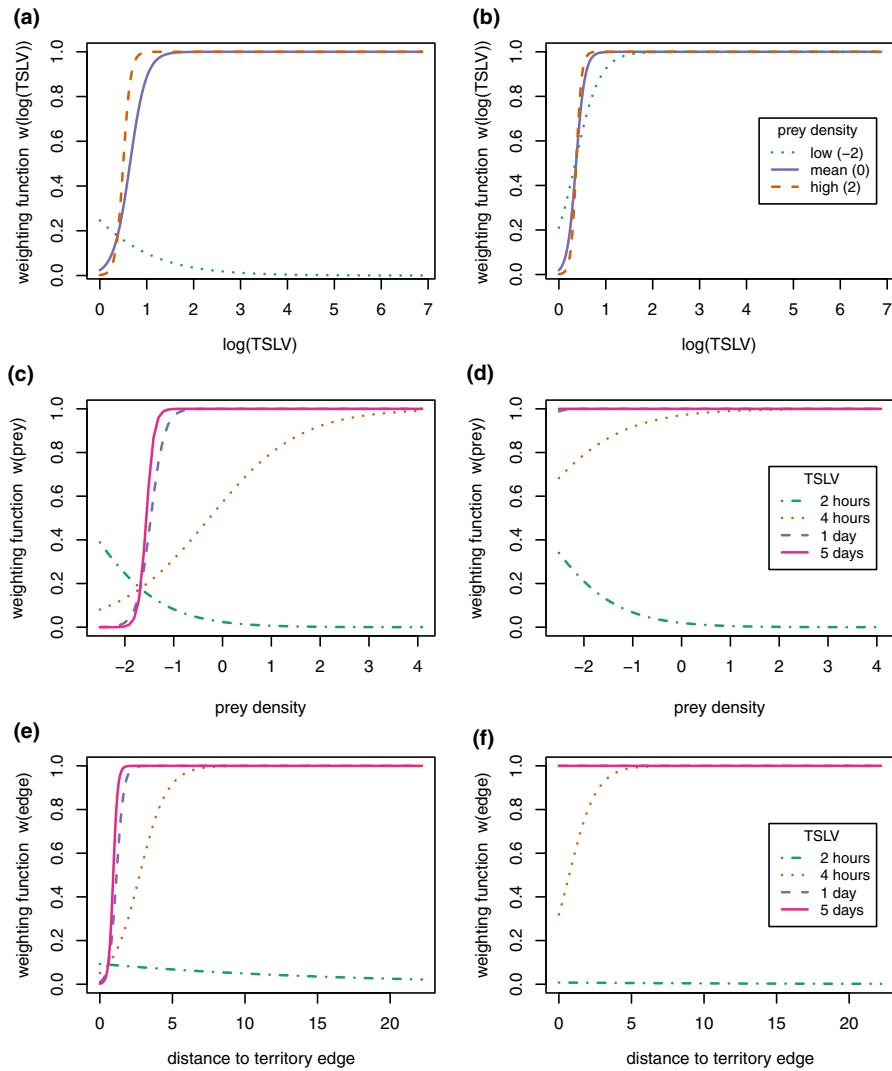 (a)
(b)
weighting function w(log(TSLV))
0.0 0.2 0.4 0.6 0.8 1.0
0 1 2 3 4 5 6 7
log(TSLV)
weighting function w(log(TSLV))
0.0 0.2 0.4 0.6 0.8 1.0
prey density
low (−2)
mean (0)
high (2)
0 1 2 3 4 5 6 7
log(TSLV)
(c)
(d)
weighting function w(prey)
0.0 0.2 0.4 0.6 0.8 1.0
−2 −1 0 1 2 3 4
prey density
weighting function w(prey)
0.0 0.2 0.4 0.6 0.8 1.0
TSLV
2 hours
4 hours
1 day
5 days
−2 −1 0 1 2 3 4
prey density
(e)
(f)
weighting function w(edge)
0.0 0.2 0.4 0.6 0.8 1.0
0 5 10 15 20
distance to territory edge
weighting function w(edge)
0.0 0.2 0.4 0.6 0.8 1.0
TSLV
2 hours
4 hours
1 day
5 days
0 5 10 15 20
distance to territory edge